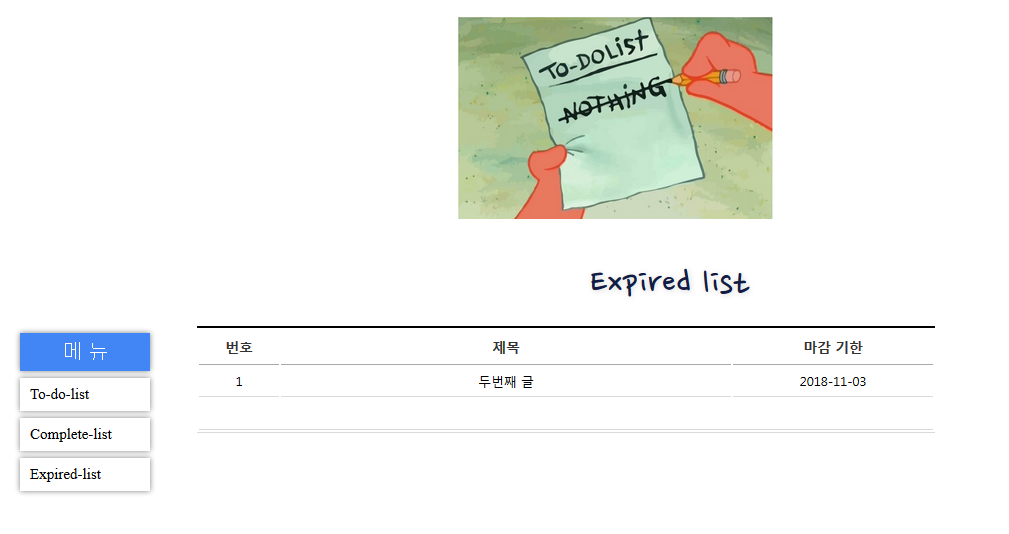 TO-DOLiST
NOTHiNG
Expired list
메 뉴
To-do-list
Complete-list
Expired-list
번호 제목 마감 기한
1 두번째 글 2018-11-03